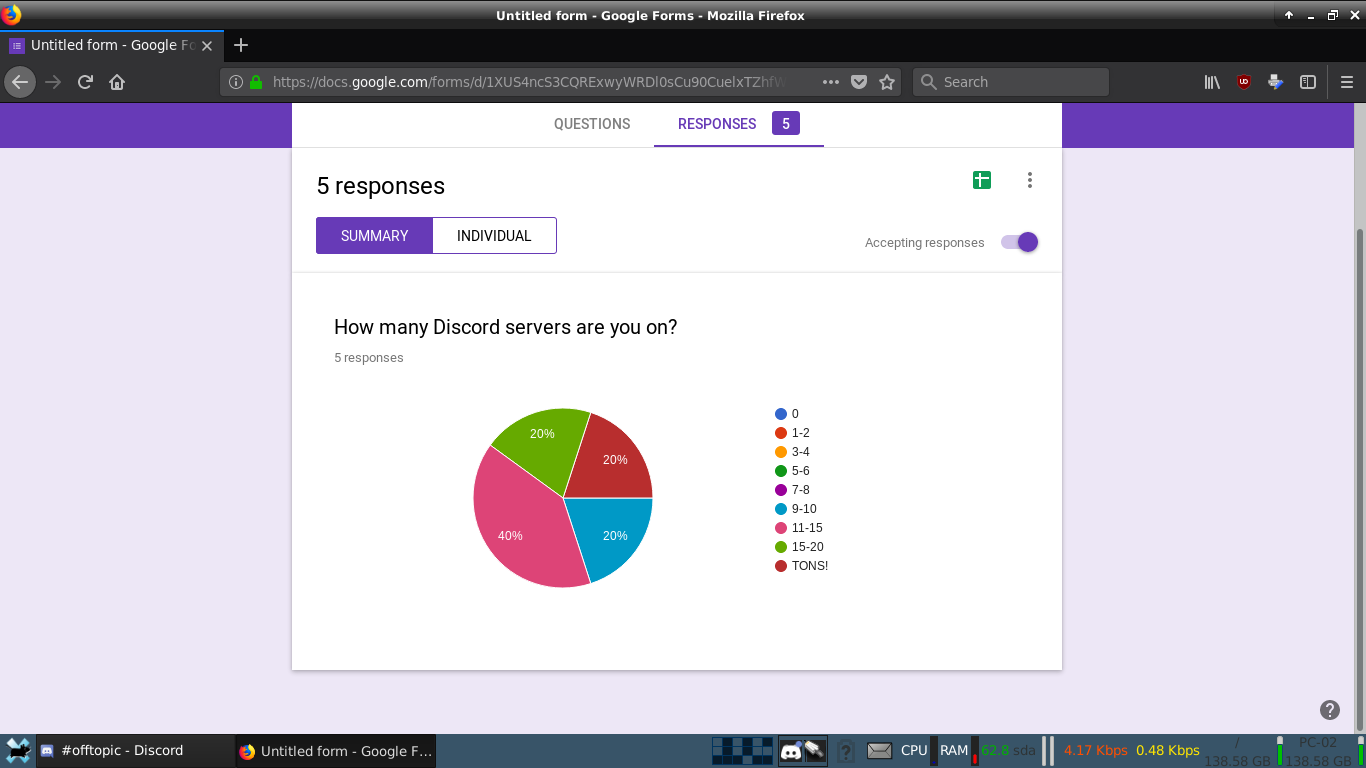 Untitled form - Google Forms - Mozilla Firefox
Untitled form - Google Fo
https://docs.google.com/forms/d/1XUS4ncS3CQRExwyWRDl0sCu90CuelxTZhfW
Search
QUESTIONS
RESPONSES 5
5 responses
SUMMARY INDIVIDUAL
Accepting responses
How many Discord servers are you on?
5 responses
20%
20%
40%
20%
0
1-2
3-4
5-6
7-8
9-10
11-15
15-20
TONS!
#offtopic - Discord
Untitled form - Google F...
CPU RAM 62.8 sda 4.17 Kbps 0.48 Kbps
/
138.58 GB
PC-02
138.58 GB